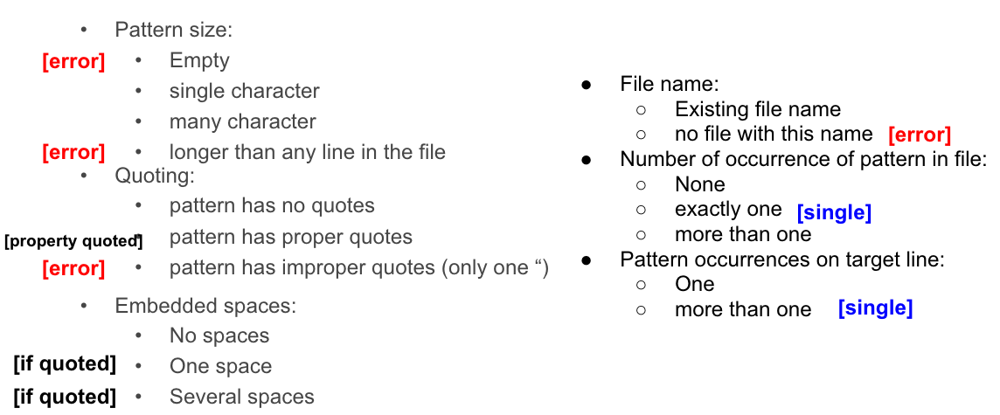 • Pattern size:
[error] • Empty
• single character
• many character
[error] • longer than any line in the file
• Quoting:
• pattern has no quotes
[property quoted] • pattern has proper quotes
[error] • pattern has improper quotes (only one “)
• Embedded spaces:
• No spaces
[if quoted] • One space
[if quoted] • Several spaces
● File name:
○ Existing file name
○ no file with this name [error]
● Number of occurrence of pattern in file:
○ None
○ exactly one [single]
○ more than one
● Pattern occurrences on target line:
○ One
○ more than one [single]